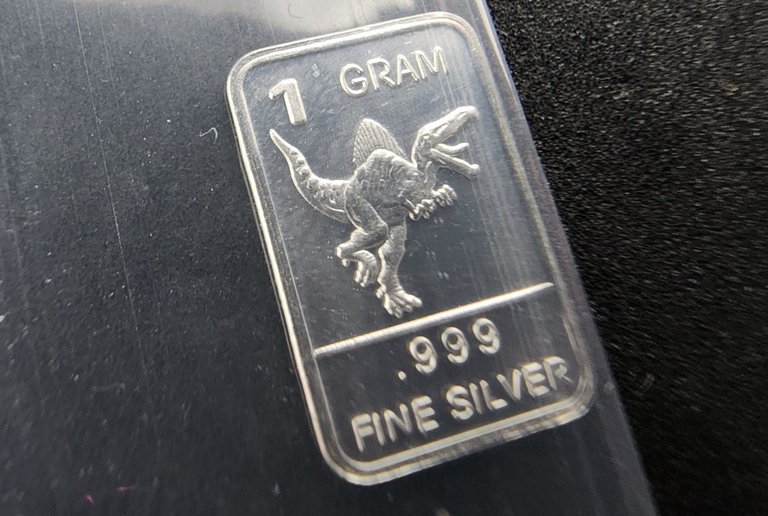 1 GRAM
.999
FINE SILVER